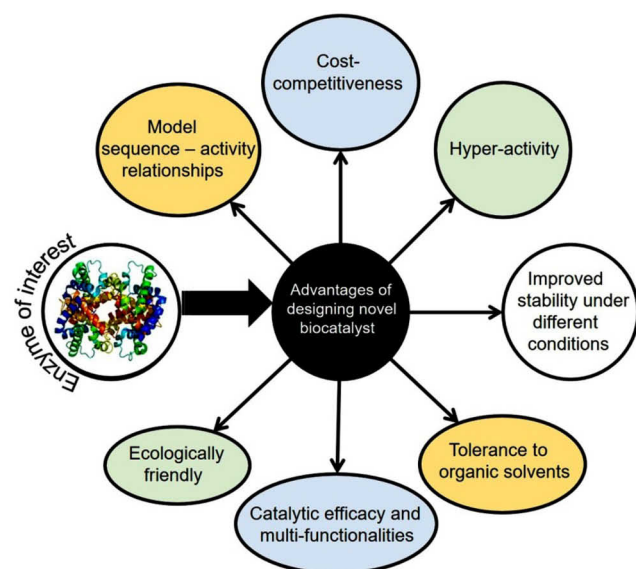 Cost-
competitiveness
Model
sequence – activity
relationships
Hyper-activity
Enzyme of interest
Advantages of
designing novel
biocatalyst
Improved
stability under
different
conditions
Ecologically
friendly
Tolerance to
organic solvents
Catalytic efficacy and
multi-functionalities